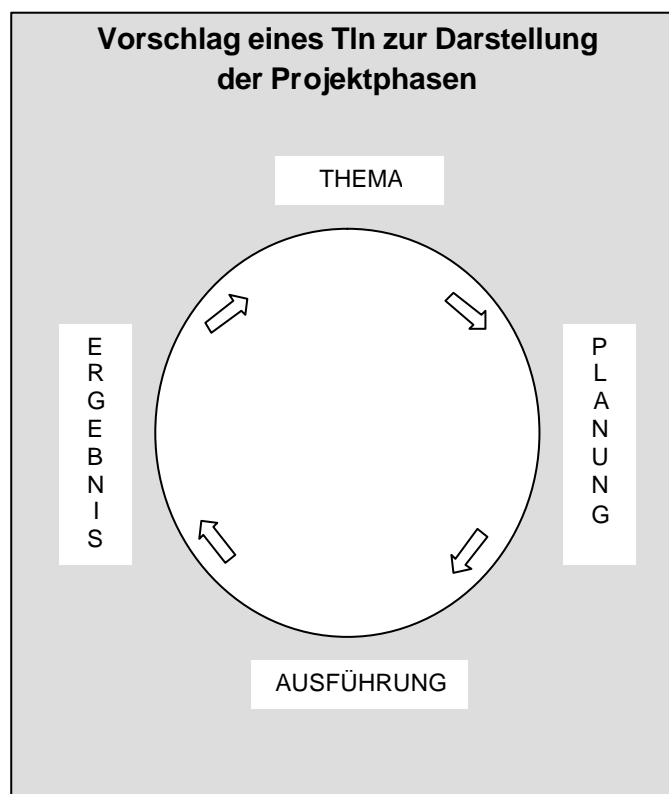 Vorschlag eines TIn zur Darstellung
der Projektphasen
THEMA
ERGEBNIS
PLANUNG
AUSFÜHRUNG